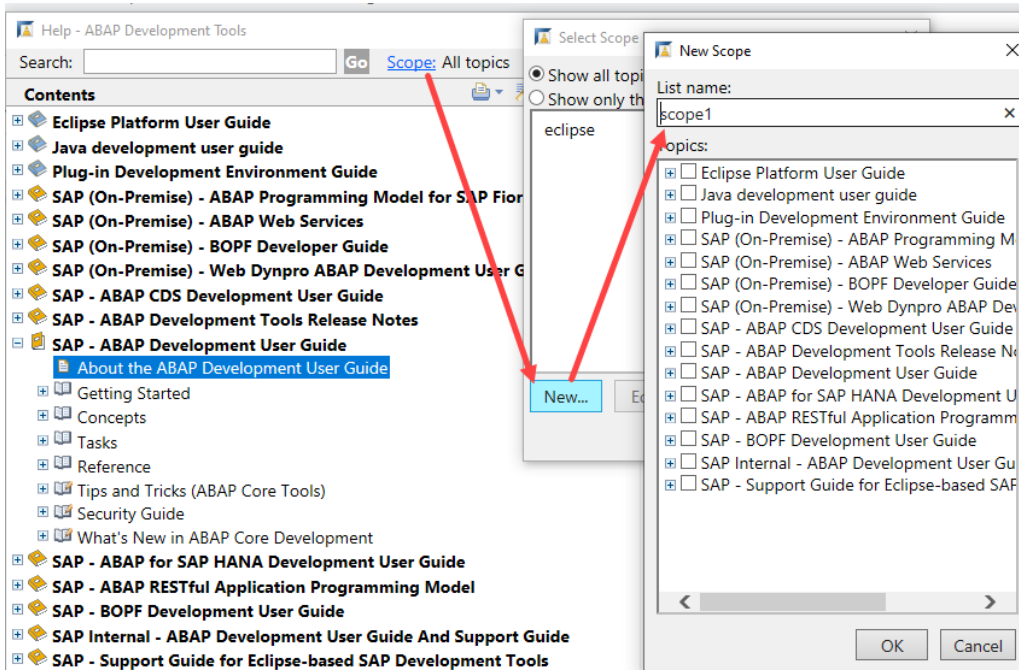 Help - ABAP Development Tools
Search:
Go
Scope: All topics
Contents
Eclipse Platform User Guide
Java development user guide
Plug-in Development Environment Guide
SAP (On-Premise) - ABAP Programming Model for SAP Fior
SAP (On-Premise) - ABAP Web Services
SAP (On-Premise) - BOPF Developer Guide
SAP (On-Premise) - Web Dynpro ABAP Development User G
SAP - ABAP CDS Development User Guide
SAP - ABAP Development Tools Release Notes
SAP - ABAP Development User Guide
About the ABAP Development User Guide
Getting Started
Concepts
Tasks
Reference
Tips and Tricks (ABAP Core Tools)
Security Guide
What's New in ABAP Core Development
SAP - ABAP for SAP HANA Development User Guide
SAP - ABAP RESTful Application Programming Model
SAP - BOPF Development User Guide
SAP Internal - ABAP Development User Guide And Support Guide
SAP - Support Guide for Eclipse-based SAP Development Tools
Select Scope
Show all topi
Show only th
eclipse
New...
Ed
New Scope
List name:
scope1
Topics:
Eclipse Platform User Guide
Java development user guide
Plug-in Development Environment Guide
SAP (On-Premise) - ABAP Programming M
SAP (On-Premise) - ABAP Web Services
SAP (On-Premise) - BOPF Developer Guide
SAP (On-Premise) - Web Dynpro ABAP Dev
SAP - ABAP CDS Development User Guide
SAP - ABAP Development Tools Release No
SAP - ABAP Development User Guide
SAP - ABAP for SAP HANA Development U
SAP - ABAP RESTful Application Programm
SAP - BOPF Development User Guide
SAP Internal - ABAP Development User Gu
SAP - Support Guide for Eclipse-based SAP
OK
Cancel